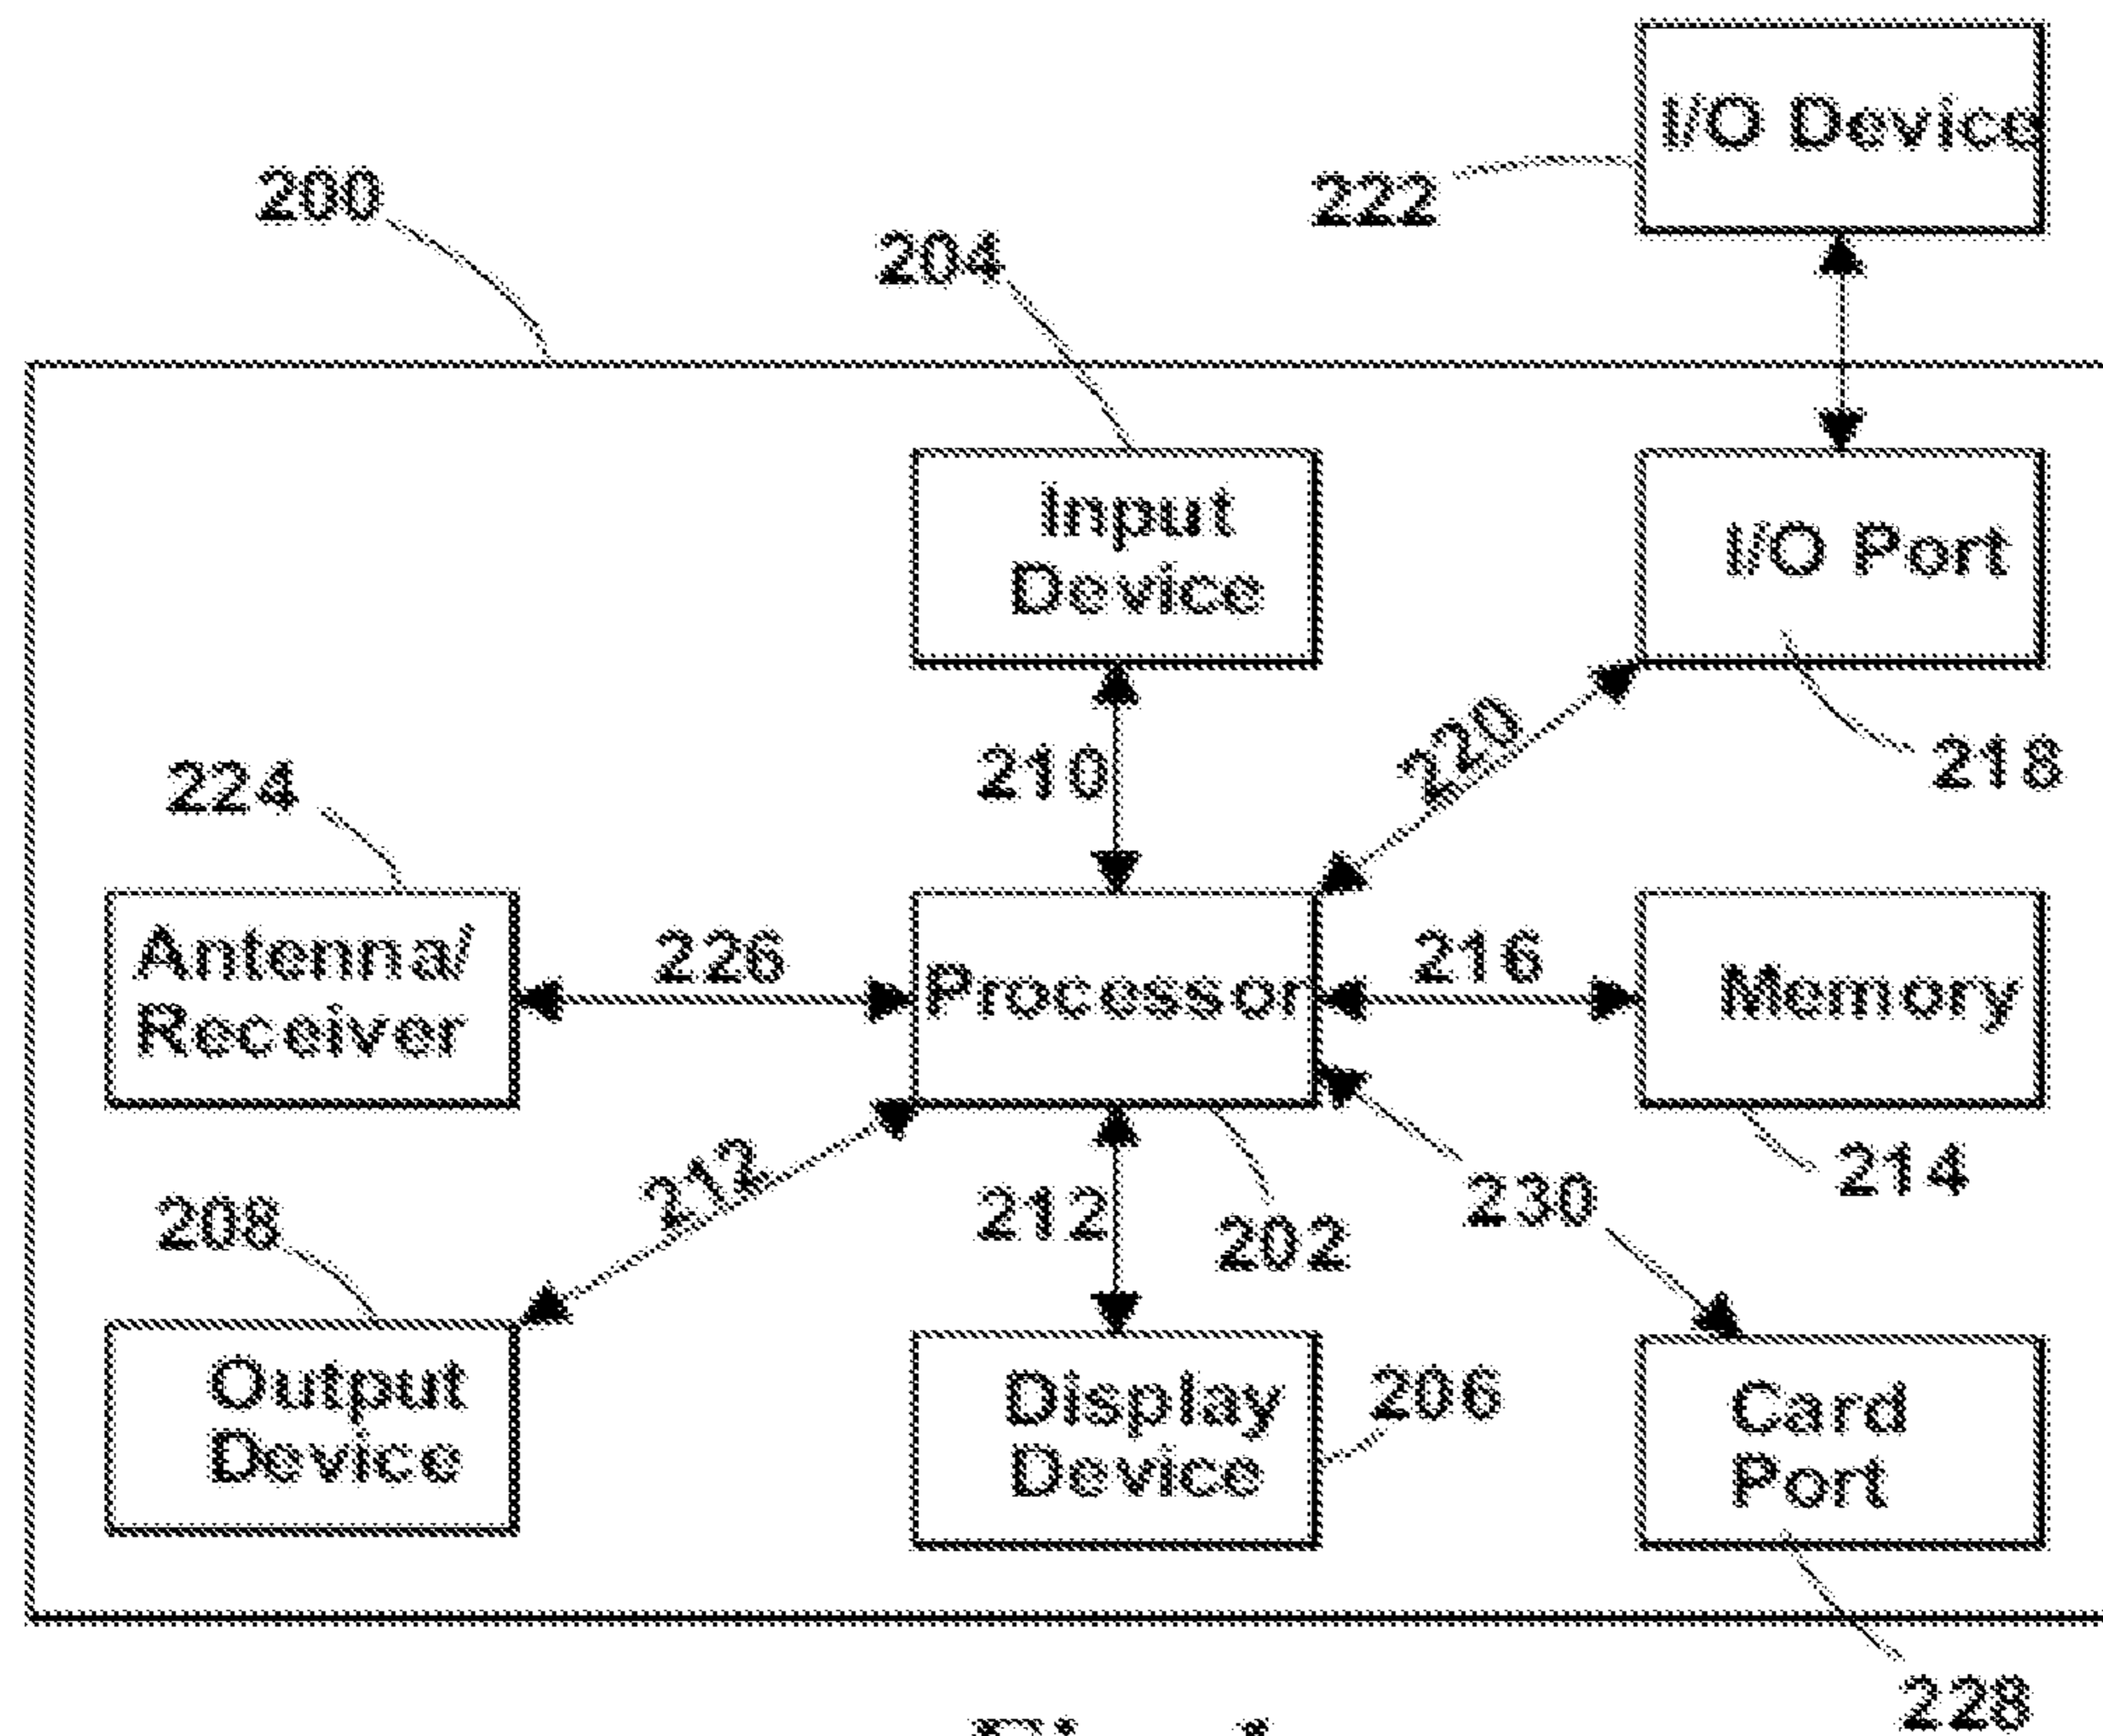 I/O Device
222
200
204
Input
Device
I/O Port
210
220
218
224
Antenna/
Receiver
226
Processor
216
Memory
212
212
202
230
214
208
Output
Device
Display
Device
206
Card
Port
228